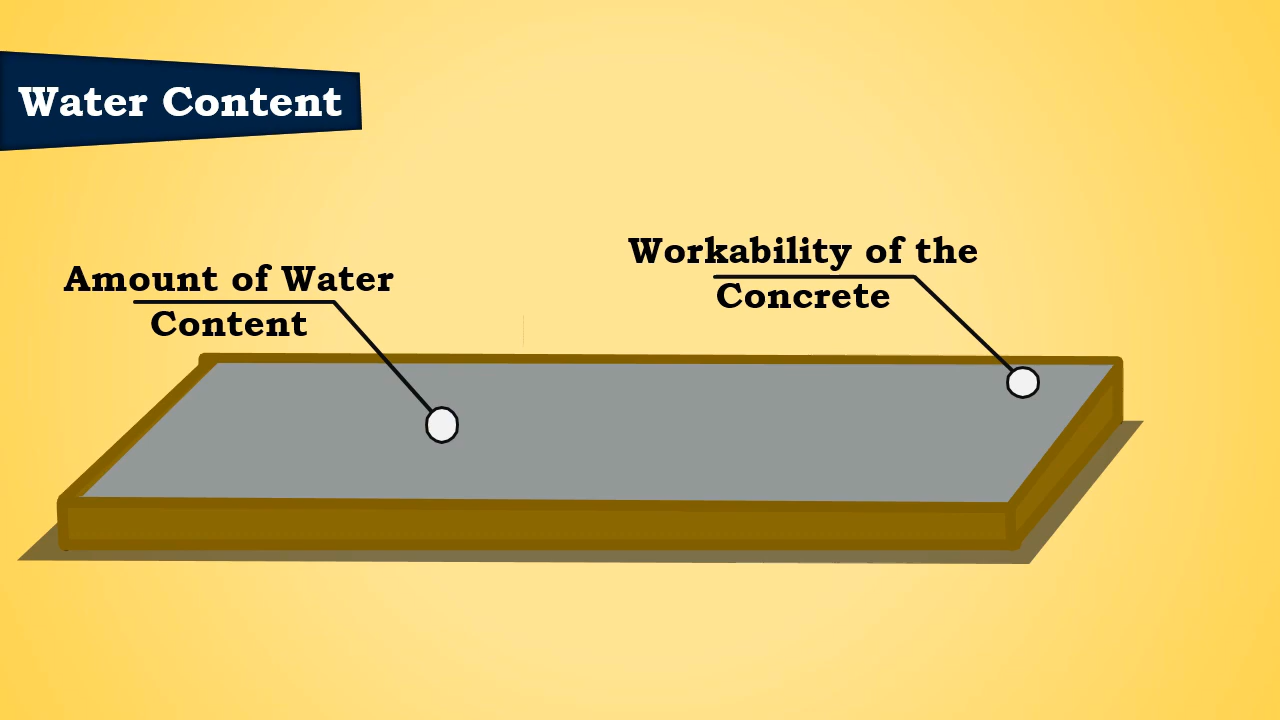 Water Content
Amount of Water
Content
Workability of the
Concrete